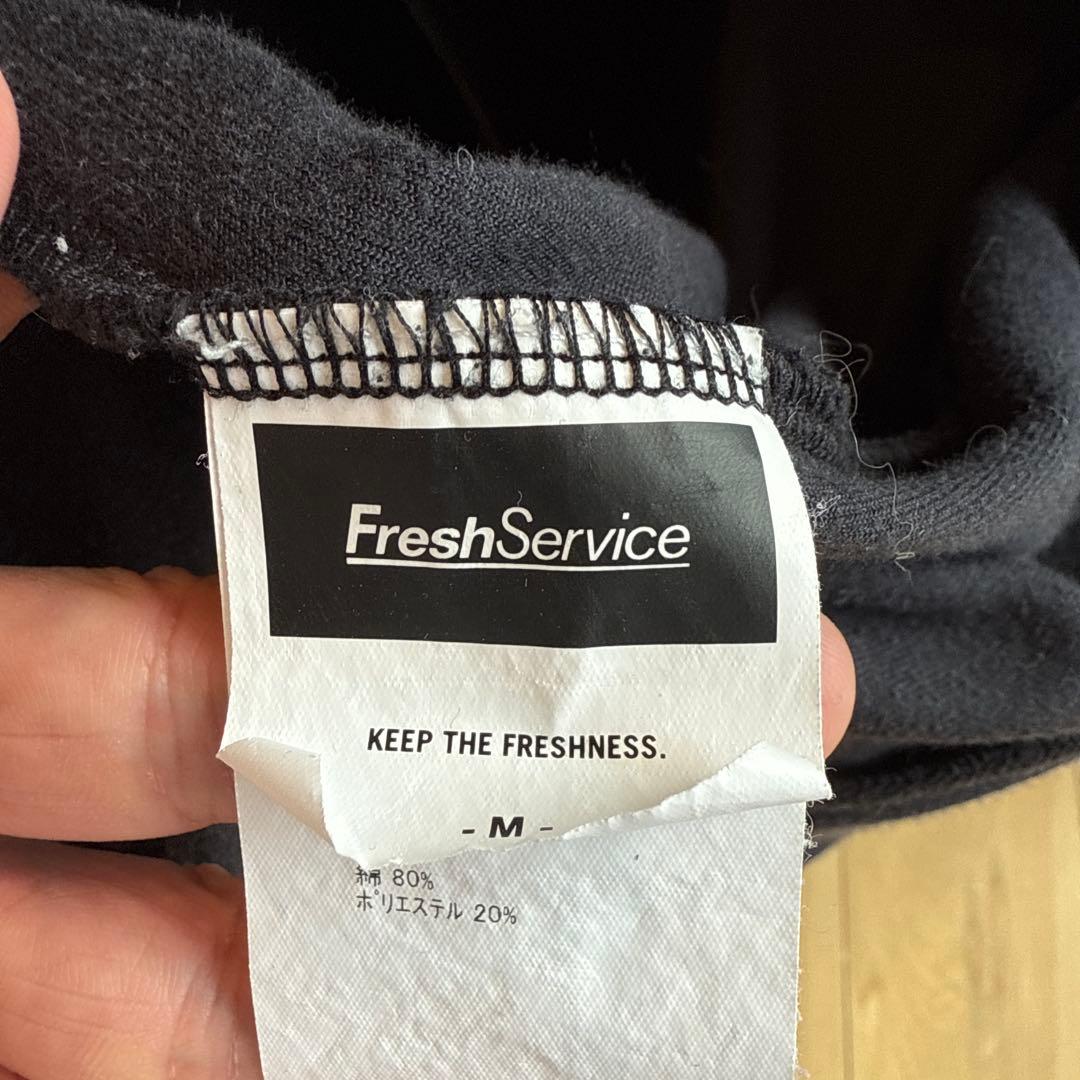 FreshService
KEEP THE FRESHNESS.
- M -
綿 80%
ポリエステル 20%